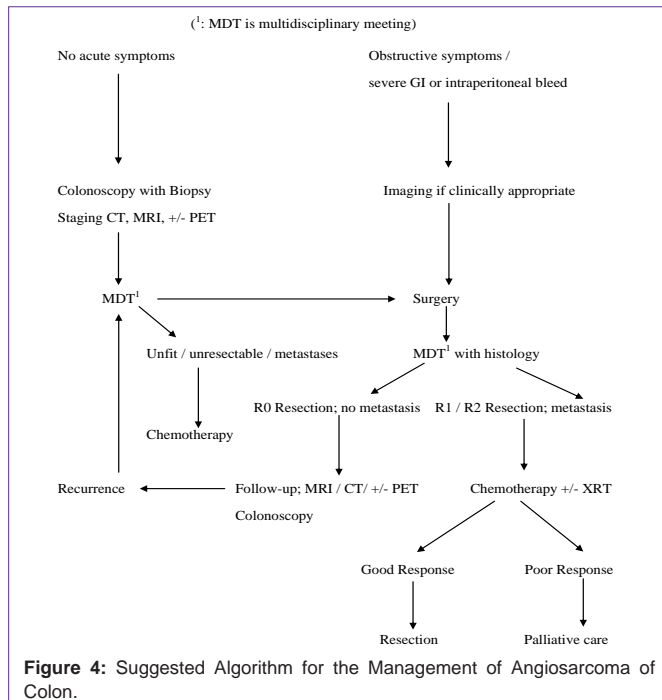 (¹: MDT is multidisciplinary meeting)
No acute symptoms
Obstructive symptoms /
severe GI or intraperitoneal bleed
Colonoscopy with Biopsy
Staging CT, MRI, +/- PET
Imaging if clinically appropriate
MDT¹
Surgery
Unfit / unresectable / metastases
MDT¹ with histology
R0 Resection; no metastasis
R1 / R2 Resection; metastasis
Chemotherapy
Recurrence
Follow-up; MRI / CT/ +/- PET
Colonoscopy
Chemotherapy +/- XRT
Good Response
Poor Response
Resection
Palliative care
Figure 4: Suggested Algorithm for the Management of Angiosarcoma of
Colon.